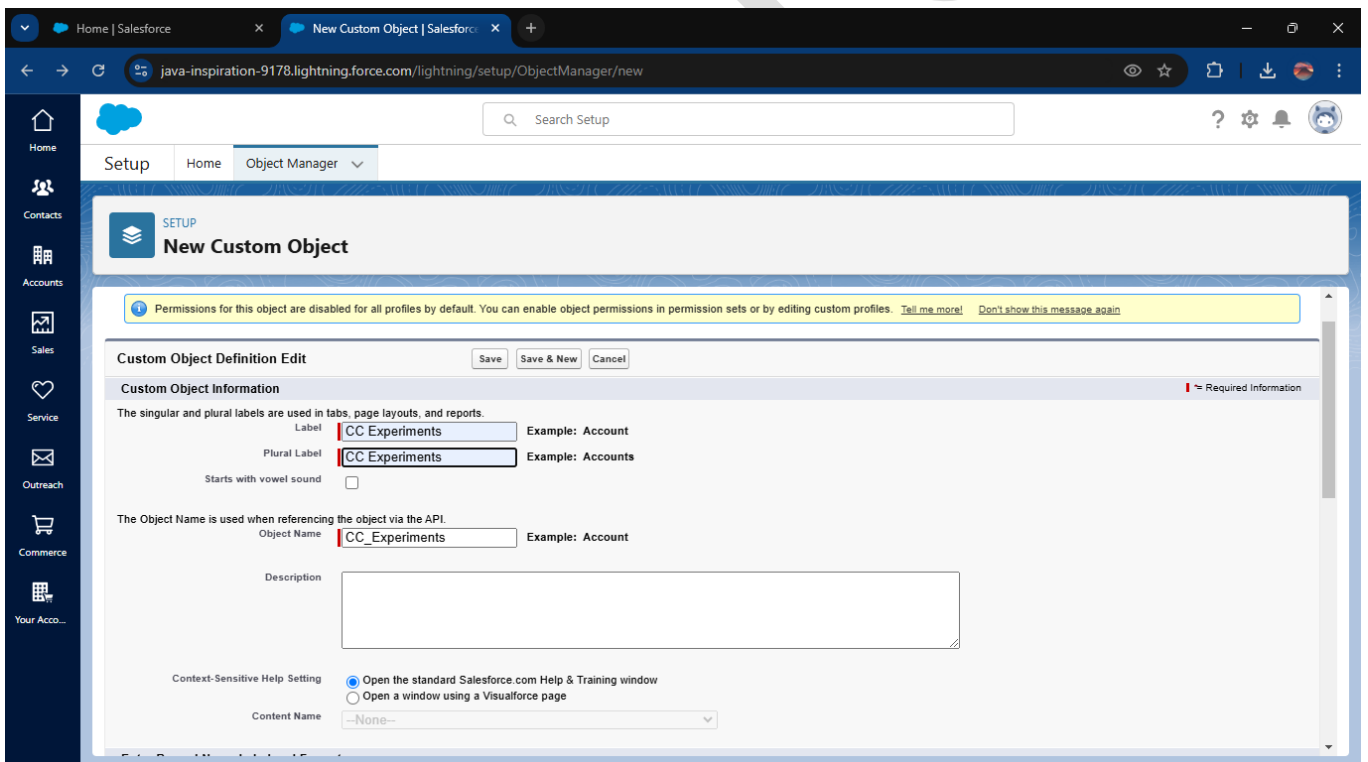 Home | Salesforce
New Custom Object | Salesforce
java-inspiration-9178.lightning.force.com/lightning/setup/ObjectManager/new
Home
Contacts
Accounts
Sales
Service
Outreach
Commerce
Your Acco...
Search Setup
Setup Home Object Manager
SETUP
New Custom Object
Permissions for this object are disabled for all profiles by default. You can enable object permissions in permission sets or by editing custom profiles. Tell me more! Don't show this message again
Custom Object Definition Edit Save Save & New Cancel
Custom Object Information = Required Information
The singular and plural labels are used in tabs, page layouts, and reports.
Label CC Experiments Example: Account
Plural Label CC Experiments Example: Accounts
Starts with vowel sound
The Object Name is used when referencing the object via the API.
Object Name CC_Experiments Example: Account
Description
Context-Sensitive Help Setting Open the standard Salesforce.com Help & Training window
Open a window using a Visualforce page
Content Name --None--